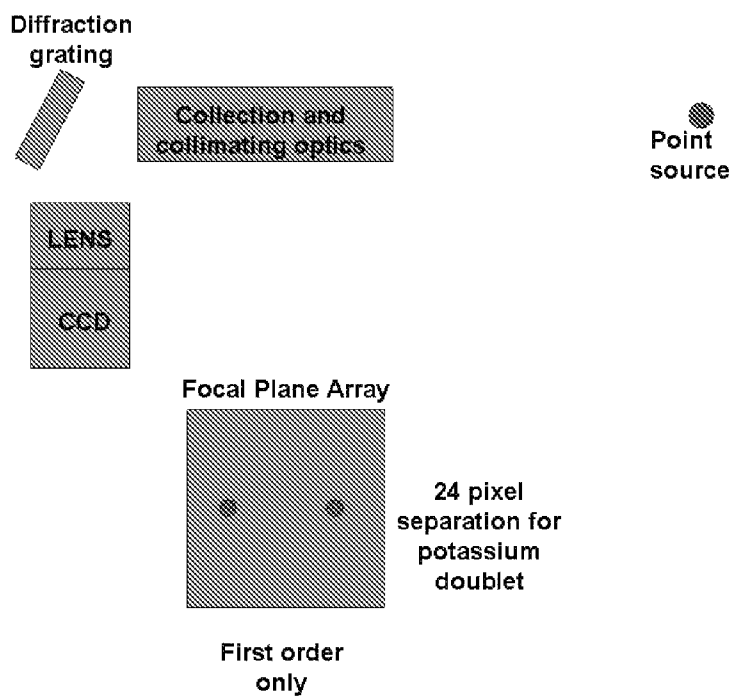 Diffraction
grating
Collection and
collimating optics
Point
source
LENS
CCD
Focal Plane Array
24 pixel
separation for
potassium
doublet
First order
only